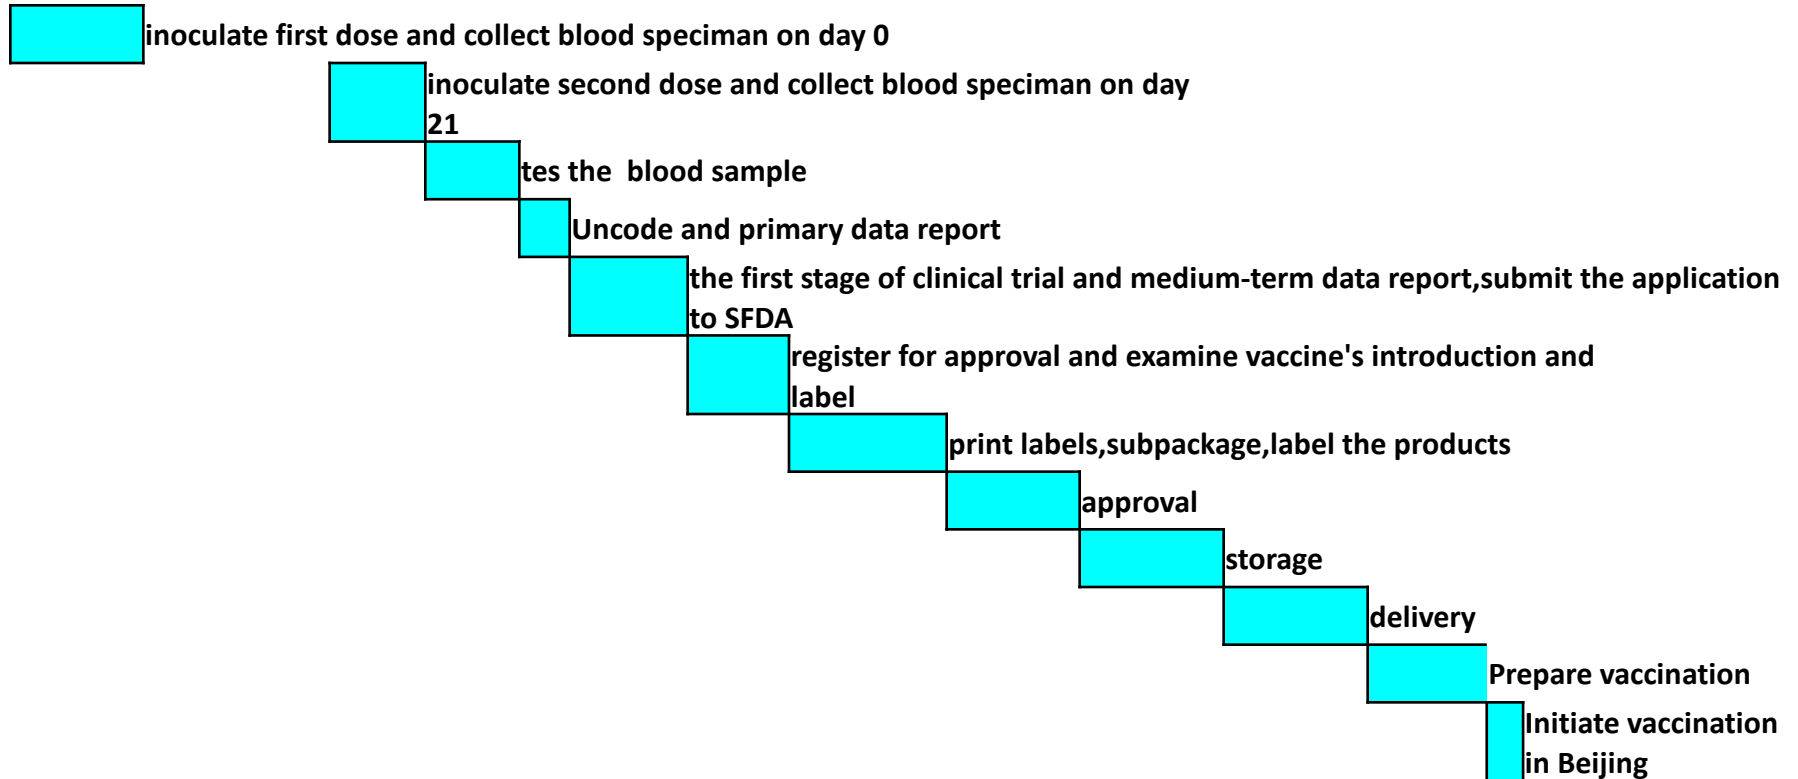 inoculate first dose and collect blood speciman on day 0
inoculate second dose and collect blood speciman on day
21
tes the  blood sample
Uncode and primary data report
the first stage of clinical trial and medium-term data report,submit the application
to SFDA
register for approval and examine vaccine's introduction and
label
print labels,subpackage,label the products
approval
storage
delivery
Prepare vaccination
Initiate vaccination
in Beijing